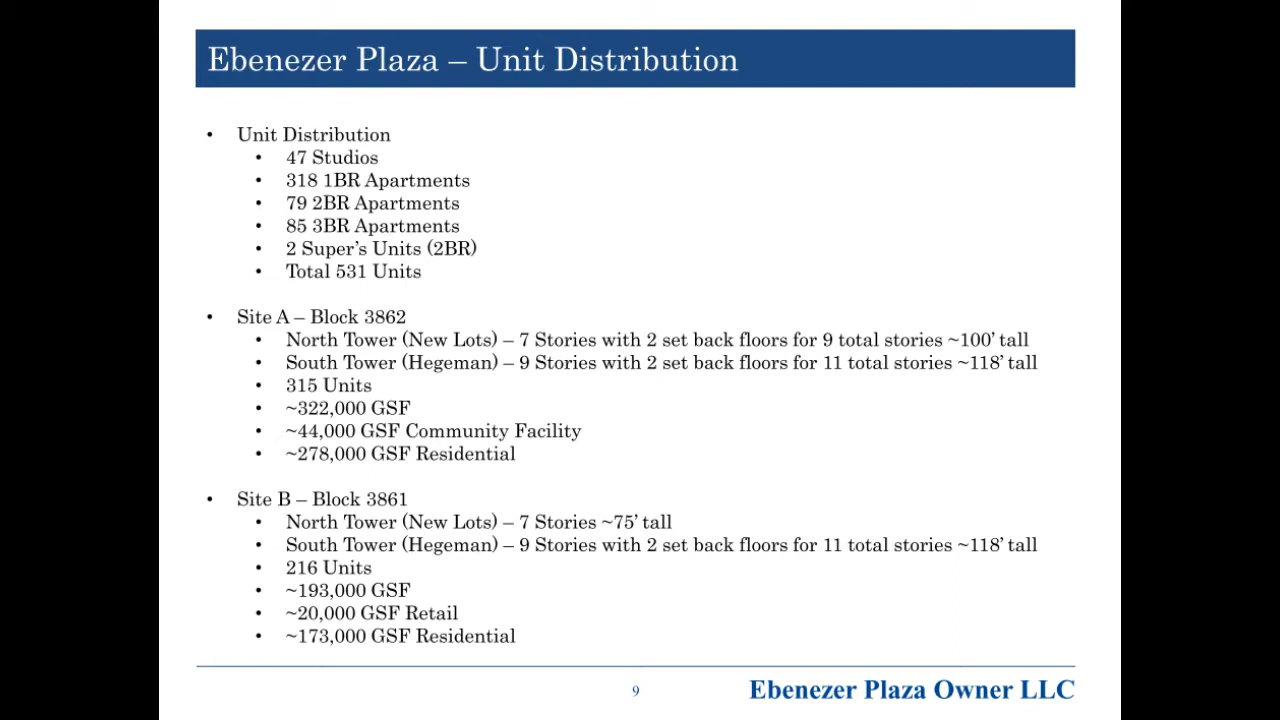 Ebenezer Plaza – Unit Distribution
• Unit Distribution
• 47 Studios
• 318 1BR Apartments
• 79 2BR Apartments
• 85 3BR Apartments
• 2 Super’s Units (2BR)
• Total 531 Units
• Site A – Block 3862
• North Tower (New Lots) – 7 Stories with 2 set back floors for 9 total stories ~100’ tall
• South Tower (Hegeman) – 9 Stories with 2 set back floors for 11 total stories ~118’ tall
• 315 Units
• ~322,000 GSF
• ~44,000 GSF Community Facility
• ~278,000 GSF Residential
• Site B – Block 3861
• North Tower (New Lots) – 7 Stories ~75’ tall
• South Tower (Hegeman) – 9 Stories with 2 set back floors for 11 total stories ~118’ tall
• 216 Units
• ~193,000 GSF
• ~20,000 GSF Retail
• ~173,000 GSF Residential
9 Ebenezer Plaza Owner LLC